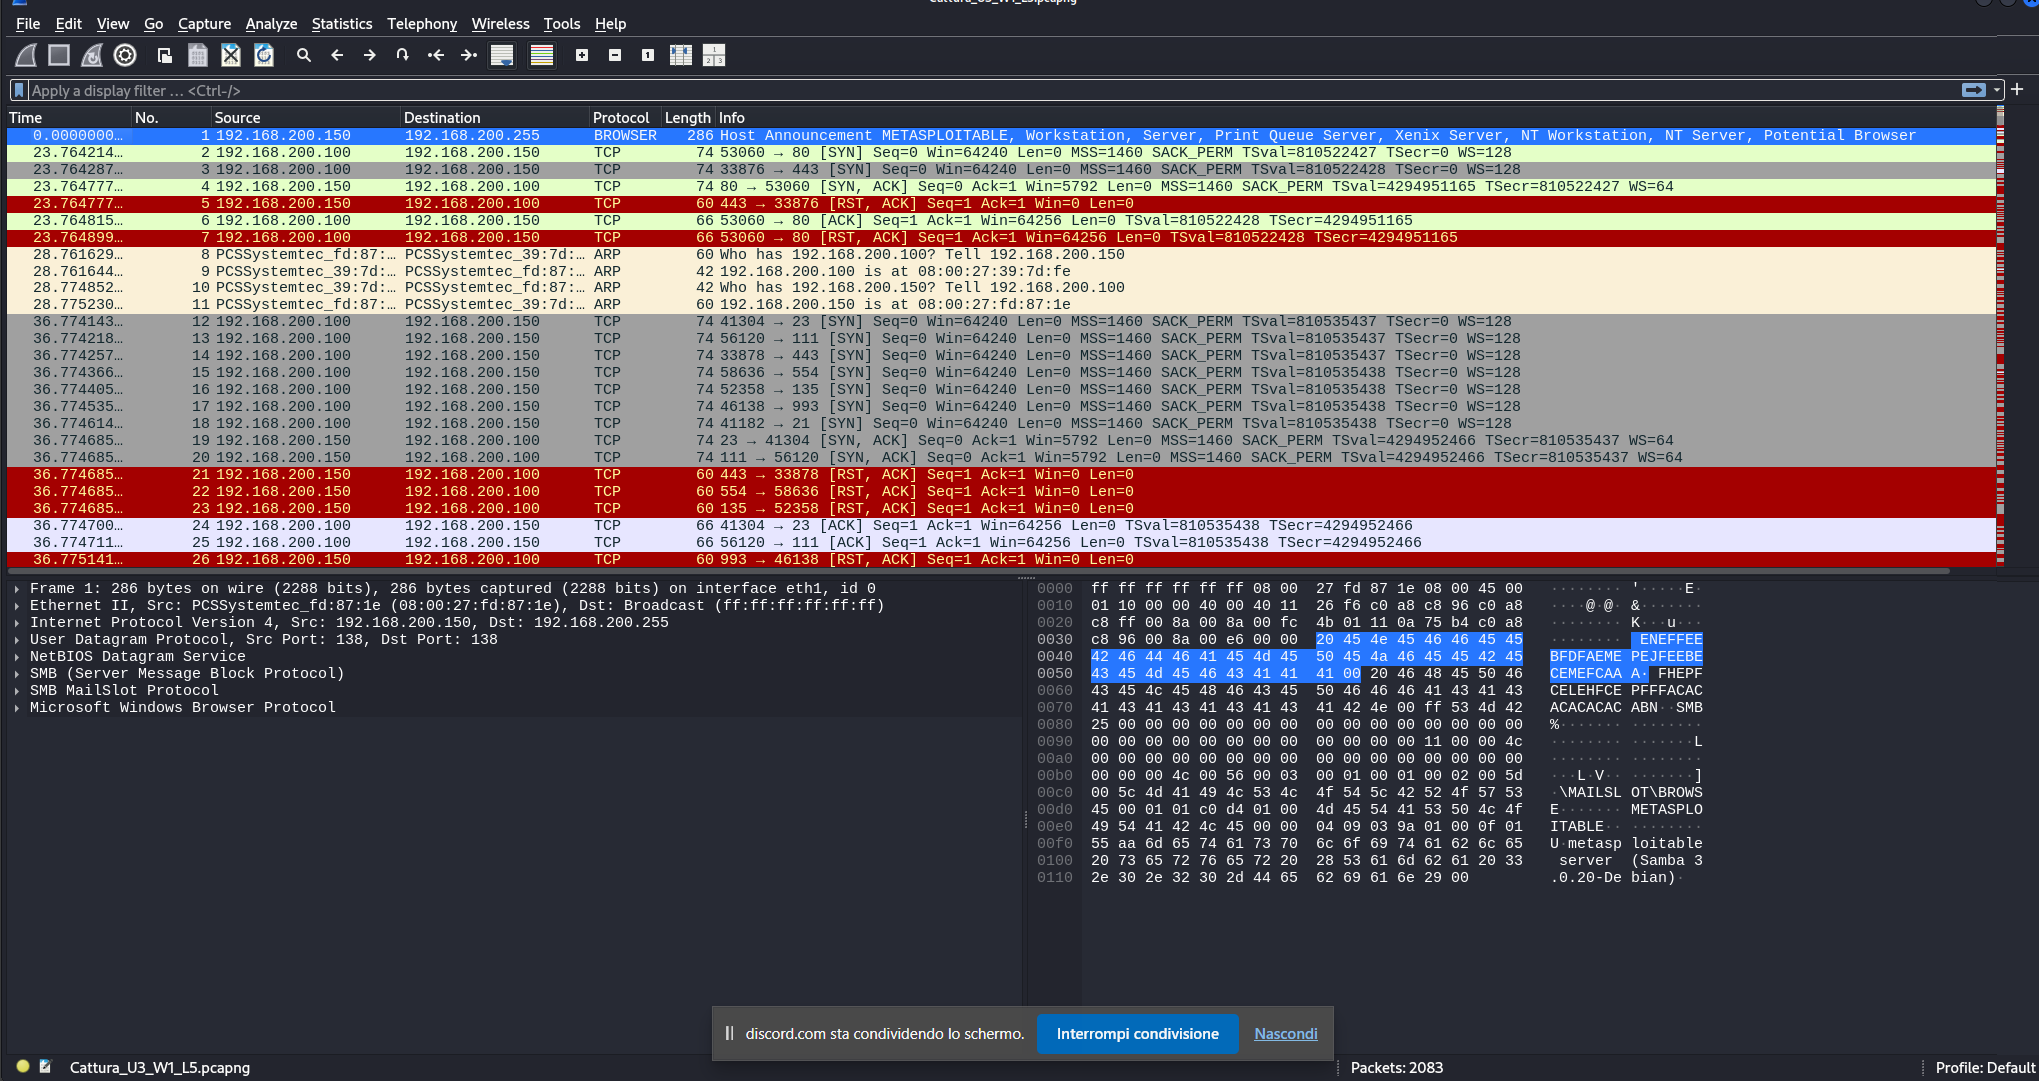 Cattura_U3_W1_L5.pcapng
File Edit View Go Capture Analyze Statistics Telephony Wireless Tools Help
Apply a display filter … <Ctrl-/>
Time No. Source Destination Protocol Length Info
0.0000000… 1 192.168.200.150 192.168.200.255 BROWSER 286 Host Announcement METASPLOITABLE, Workstation, Server, Print Queue Server, Xenix Server, NT Workstation, NT Server, Potential Browser
23.764214… 2 192.168.200.100 192.168.200.150 TCP 74 53060 → 80 [SYN] Seq=0 Win=64240 Len=0 MSS=1460 SACK_PERM TSval=810522427 TSecr=0 WS=128
23.764287… 3 192.168.200.100 192.168.200.150 TCP 74 33876 → 443 [SYN] Seq=0 Win=64240 Len=0 MSS=1460 SACK_PERM TSval=810522428 TSecr=0 WS=128
23.764777… 4 192.168.200.150 192.168.200.100 TCP 74 80 → 53060 [SYN, ACK] Seq=0 Ack=1 Win=5792 Len=0 MSS=1460 SACK_PERM TSval=4294951165 TSecr=810522427 WS=64
23.764777… 5 192.168.200.150 192.168.200.100 TCP 60 443 → 33876 [RST, ACK] Seq=1 Ack=1 Win=0 Len=0
23.764815… 6 192.168.200.100 192.168.200.150 TCP 66 53060 → 80 [ACK] Seq=1 Ack=1 Win=64256 Len=0 TSval=810522428 TSecr=4294951165
23.764899… 7 192.168.200.100 192.168.200.150 TCP 66 53060 → 80 [RST, ACK] Seq=1 Ack=1 Win=64256 Len=0 TSval=810522428 TSecr=4294951165
28.761629… 8 PCSSystemtec_fd:87:… PCSSystemtec_39:7d:… ARP 60 Who has 192.168.200.100? Tell 192.168.200.150
28.761644… 9 PCSSystemtec_39:7d:… PCSSystemtec_fd:87:… ARP 42 192.168.200.100 is at 08:00:27:39:7d:fe
28.774852… 10 PCSSystemtec_39:7d:… PCSSystemtec_fd:87:… ARP 42 Who has 192.168.200.150? Tell 192.168.200.100
28.775230… 11 PCSSystemtec_fd:87:… PCSSystemtec_39:7d:… ARP 60 192.168.200.150 is at 08:00:27:fd:87:1e
36.774143… 12 192.168.200.100 192.168.200.150 TCP 74 41304 → 23 [SYN] Seq=0 Win=64240 Len=0 MSS=1460 SACK_PERM TSval=810535437 TSecr=0 WS=128
36.774218… 13 192.168.200.100 192.168.200.150 TCP 74 56120 → 111 [SYN] Seq=0 Win=64240 Len=0 MSS=1460 SACK_PERM TSval=810535437 TSecr=0 WS=128
36.774257… 14 192.168.200.100 192.168.200.150 TCP 74 33878 → 443 [SYN] Seq=0 Win=64240 Len=0 MSS=1460 SACK_PERM TSval=810535437 TSecr=0 WS=128
36.774366… 15 192.168.200.100 192.168.200.150 TCP 74 58636 → 554 [SYN] Seq=0 Win=64240 Len=0 MSS=1460 SACK_PERM TSval=810535438 TSecr=0 WS=128
36.774405… 16 192.168.200.100 192.168.200.150 TCP 74 52358 → 135 [SYN] Seq=0 Win=64240 Len=0 MSS=1460 SACK_PERM TSval=810535438 TSecr=0 WS=128
36.774535… 17 192.168.200.100 192.168.200.150 TCP 74 46138 → 993 [SYN] Seq=0 Win=64240 Len=0 MSS=1460 SACK_PERM TSval=810535438 TSecr=0 WS=128
36.774614… 18 192.168.200.100 192.168.200.150 TCP 74 41182 → 21 [SYN] Seq=0 Win=64240 Len=0 MSS=1460 SACK_PERM TSval=810535438 TSecr=0 WS=128
36.774685… 19 192.168.200.150 192.168.200.100 TCP 74 23 → 41304 [SYN, ACK] Seq=0 Ack=1 Win=5792 Len=0 MSS=1460 SACK_PERM TSval=4294952466 TSecr=810535437 WS=64
36.774685… 20 192.168.200.150 192.168.200.100 TCP 74 111 → 56120 [SYN, ACK] Seq=0 Ack=1 Win=5792 Len=0 MSS=1460 SACK_PERM TSval=4294952466 TSecr=810535437 WS=64
36.774685… 21 192.168.200.150 192.168.200.100 TCP 60 443 → 33878 [RST, ACK] Seq=1 Ack=1 Win=0 Len=0
36.774685… 22 192.168.200.150 192.168.200.100 TCP 60 554 → 58636 [RST, ACK] Seq=1 Ack=1 Win=0 Len=0
36.774685… 23 192.168.200.150 192.168.200.100 TCP 60 135 → 52358 [RST, ACK] Seq=1 Ack=1 Win=0 Len=0
36.774700… 24 192.168.200.100 192.168.200.150 TCP 66 41304 → 23 [ACK] Seq=1 Ack=1 Win=64256 Len=0 TSval=810535438 TSecr=4294952466
36.774711… 25 192.168.200.100 192.168.200.150 TCP 66 56120 → 111 [ACK] Seq=1 Ack=1 Win=64256 Len=0 TSval=810535438 TSecr=4294952466
36.775141… 26 192.168.200.150 192.168.200.100 TCP 60 993 → 46138 [RST, ACK] Seq=1 Ack=1 Win=0 Len=0
Frame 1: 286 bytes on wire (2288 bits), 286 bytes captured (2288 bits) on interface eth1, id 0
Ethernet II, Src: PCSSystemtec_fd:87:1e (08:00:27:fd:87:1e), Dst: Broadcast (ff:ff:ff:ff:ff:ff)
Internet Protocol Version 4, Src: 192.168.200.150, Dst: 192.168.200.255
User Datagram Protocol, Src Port: 138, Dst Port: 138
NetBIOS Datagram Service
SMB (Server Message Block Protocol)
SMB MailSlot Protocol
Microsoft Windows Browser Protocol
0000 ff ff ff ff ff ff 08 00 27 fd 87 1e 08 00 45 00 ········ '·····E·
0010 01 10 00 00 40 00 40 11 26 f6 c0 a8 c8 96 c0 a8 ····@·@· &·······
0020 c8 ff 00 8a 00 8a 00 fc 4b 01 11 0a 75 b4 c0 a8 ········ K···u···
0030 c8 96 00 8a 00 e6 00 00 20 45 4e 45 46 46 45 45 ········ ENEFFEE
0040 42 46 44 46 41 45 4d 45 50 45 4a 46 45 45 42 45 BFDFAEME PEJFEEBE
0050 43 45 4d 45 46 43 41 41 41 00 20 46 48 45 50 46 CEMEFCAA A· FHEPF
0060 43 45 4c 45 48 46 43 45 50 46 46 46 41 43 41 43 CELEHFCE PFFFACAC
0070 41 43 41 43 41 43 41 43 41 42 4e 00 ff 53 4d 42 ACACACAC ABN··SMB
0080 25 00 00 00 00 00 00 00 00 00 00 00 00 00 00 00 %······· ········
0090 00 00 00 00 00 00 00 00 00 00 00 00 11 00 00 4c ········ ·······L
00a0 00 00 00 00 00 00 00 00 00 00 00 00 00 00 00 00 ········ ········
00b0 00 00 00 4c 00 56 00 03 00 01 00 01 00 02 00 5d ···L·V·· ·······]
00c0 00 5c 4d 41 49 4c 53 4c 4f 54 5c 42 52 4f 57 53 ·\MAILSL OT\BROWS
00d0 45 00 01 01 c0 d4 01 00 4d 45 54 41 53 50 4c 4f E······· METASPLO
00e0 49 54 41 42 4c 45 00 00 04 09 03 9a 01 00 0f 01 ITABLE·· ········
00f0 55 aa 6d 65 74 61 73 70 6c 6f 69 74 61 62 6c 65 U·metasp loitable
0100 20 73 65 72 76 65 72 20 28 53 61 6d 62 61 20 33 server (Samba 3
0110 2e 30 2e 32 30 2d 44 65 62 69 61 6e 29 00 .0.20-De bian)·
discord.com sta condividendo lo schermo. Interrompi condivisione Nascondi
Cattura_U3_W1_L5.pcapng Packets: 2083 Profile: Default